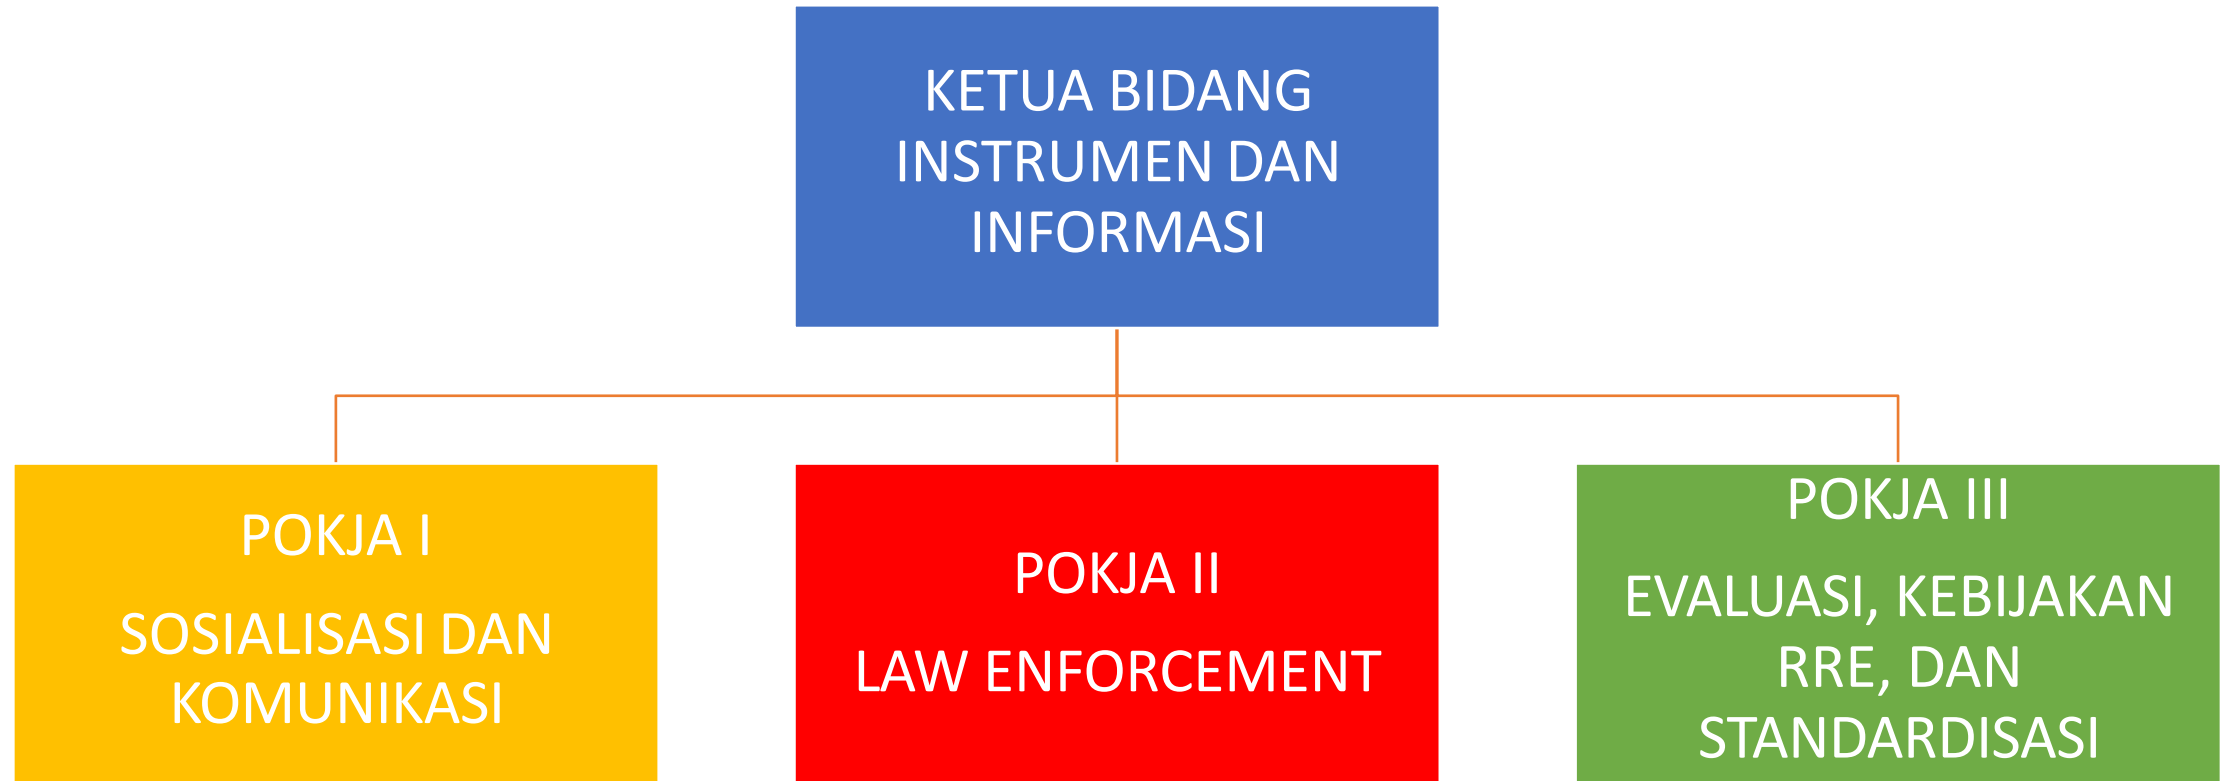 KETUA BIDANG
INSTRUMEN DAN
INFORMASI
POKJA I
SOSIALISASI DAN
KOMUNIKASI
POKJA II
LAW ENFORCEMENT
POKJA III
EVALUASI, KEBIJAKAN
RRE, DAN
STANDARDISASI